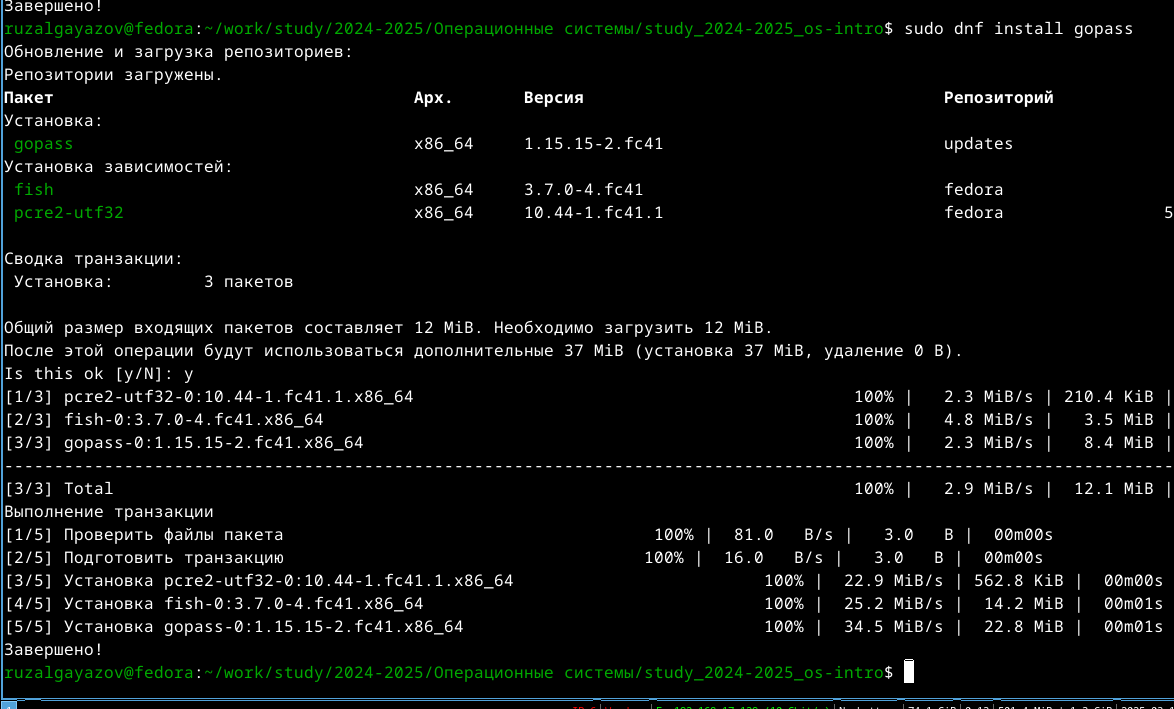 Завершено!
ruzalgayazov@fedora:~/work/study/2024-2025/Операционные системы/study_2024-2025_os-intro$ sudo dnf install gopass
Обновление и загрузка репозиториев:
Репозитории загружены.
Пакет Арх. Версия Репозиторий
Установка:
gopass x86_64 1.15.15-2.fc41 updates
Установка зависимостей:
fish x86_64 3.7.0-4.fc41 fedora
pcre2-utf32 x86_64 10.44-1.fc41.1 fedora 5
Сводка транзакции:
Установка: 3 пакетов
Общий размер входящих пакетов составляет 12 MiB. Необходимо загрузить 12 MiB.
После этой операции будут использоваться дополнительные 37 MiB (установка 37 MiB, удаление 0 B).
Is this ok [y/N]: y
[1/3] pcre2-utf32-0:10.44-1.fc41.1.x86_64 100% | 2.3 MiB/s | 210.4 KiB |
[2/3] fish-0:3.7.0-4.fc41.x86_64 100% | 4.8 MiB/s | 3.5 MiB |
[3/3] gopass-0:1.15.15-2.fc41.x86_64 100% | 2.3 MiB/s | 8.4 MiB |
--------------------------------------------------------------------------------------------------------------------
[3/3] Total 100% | 2.9 MiB/s | 12.1 MiB |
Выполнение транзакции
[1/5] Проверить файлы пакета 100% | 81.0 B/s | 3.0 B | 00m00s
[2/5] Подготовить транзакцию 100% | 16.0 B/s | 3.0 B | 00m00s
[3/5] Установка pcre2-utf32-0:10.44-1.fc41.1.x86_64 100% | 22.9 MiB/s | 562.8 KiB | 00m00s
[4/5] Установка fish-0:3.7.0-4.fc41.x86_64 100% | 25.2 MiB/s | 14.2 MiB | 00m01s
[5/5] Установка gopass-0:1.15.15-2.fc41.x86_64 100% | 34.5 MiB/s | 22.8 MiB | 00m01s
Завершено!
ruzalgayazov@fedora:~/work/study/2024-2025/Операционные системы/study_2024-2025_os-intro$